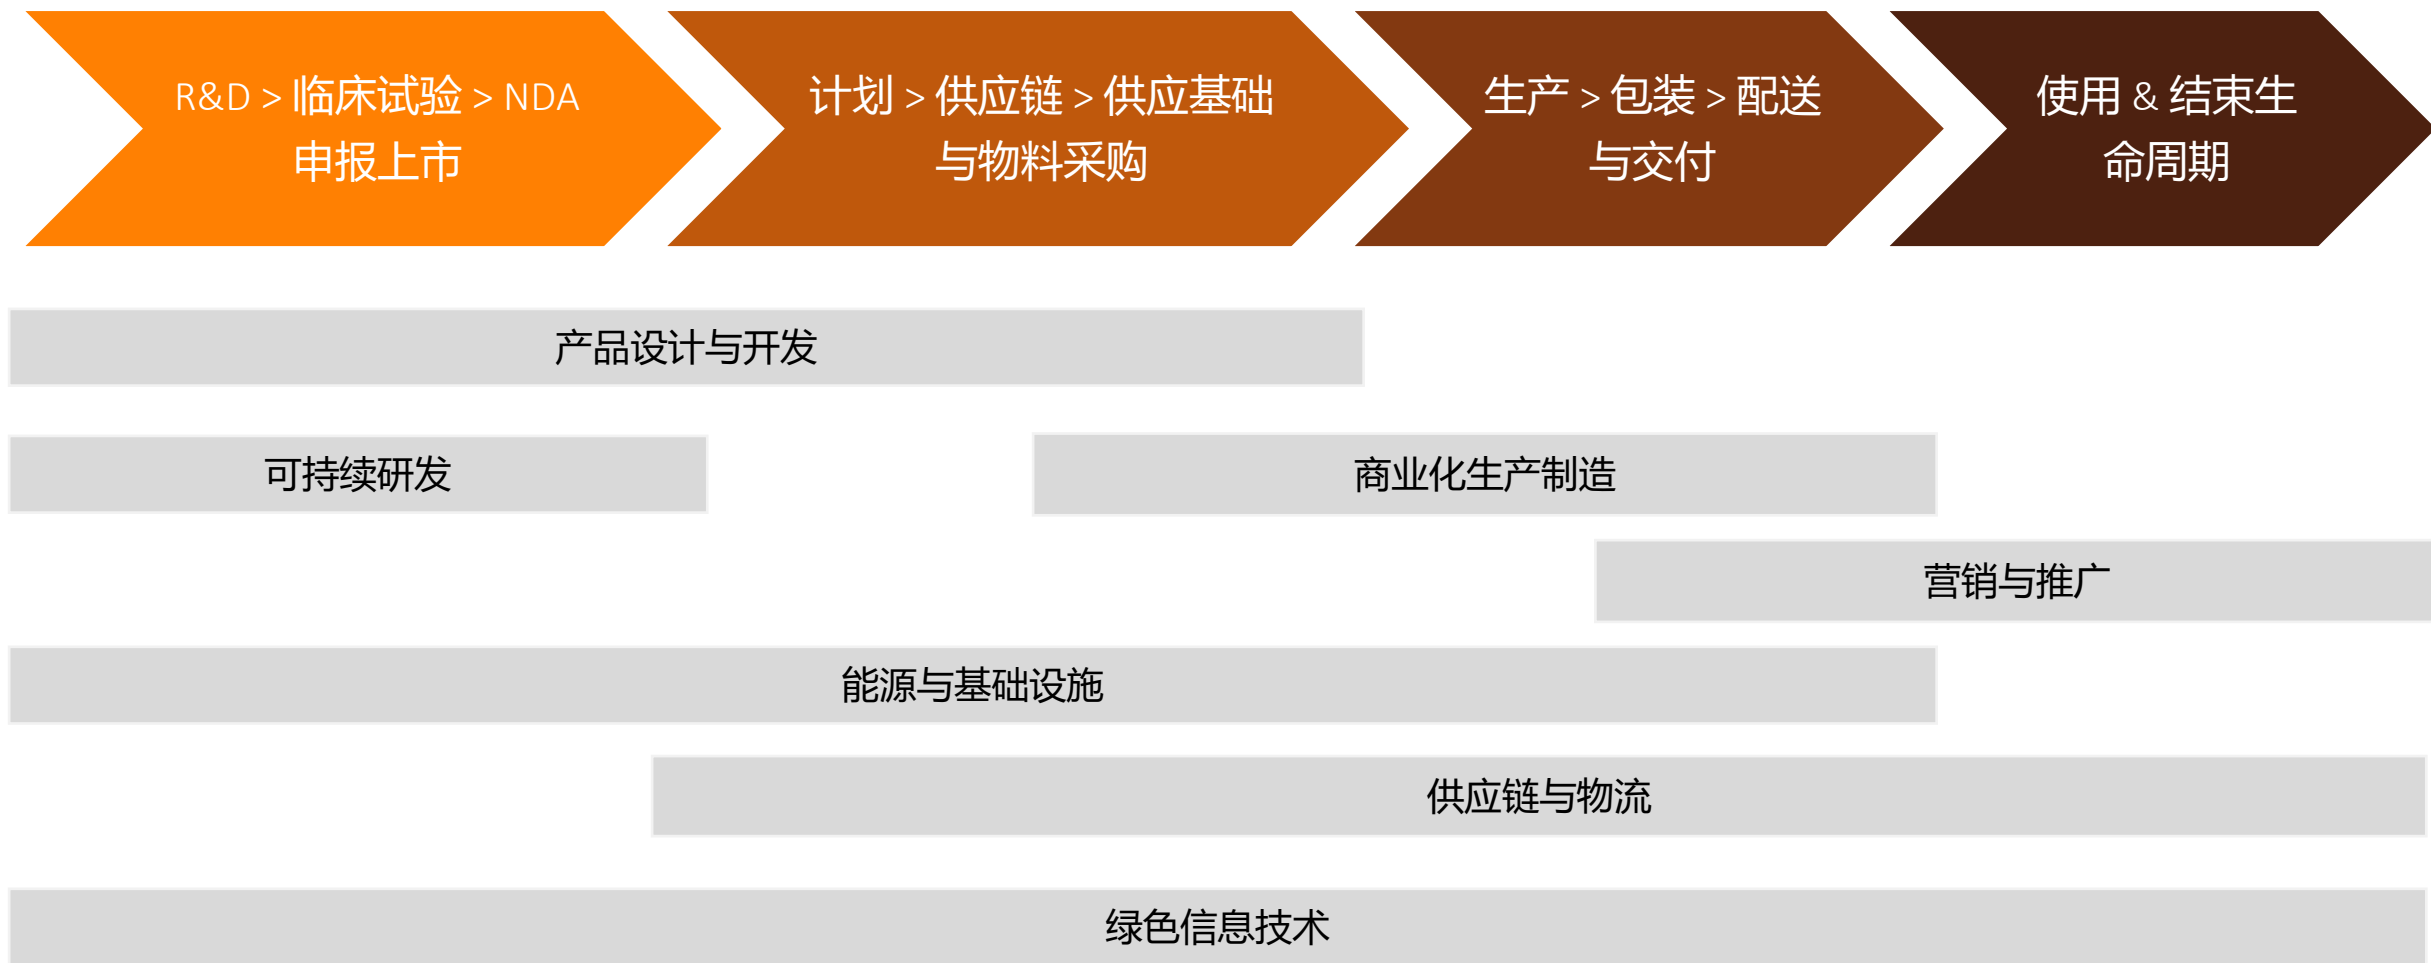 R&D > 临床试验 > NDA
申报上市
计划 > 供应链 > 供应基础
与物料采购
生产 > 包装 > 配送
与交付
使用 & 结束生
命周期
产品设计与开发
可持续研发
商业化生产制造
营销与推广
能源与基础设施
供应链与物流
绿色信息技术